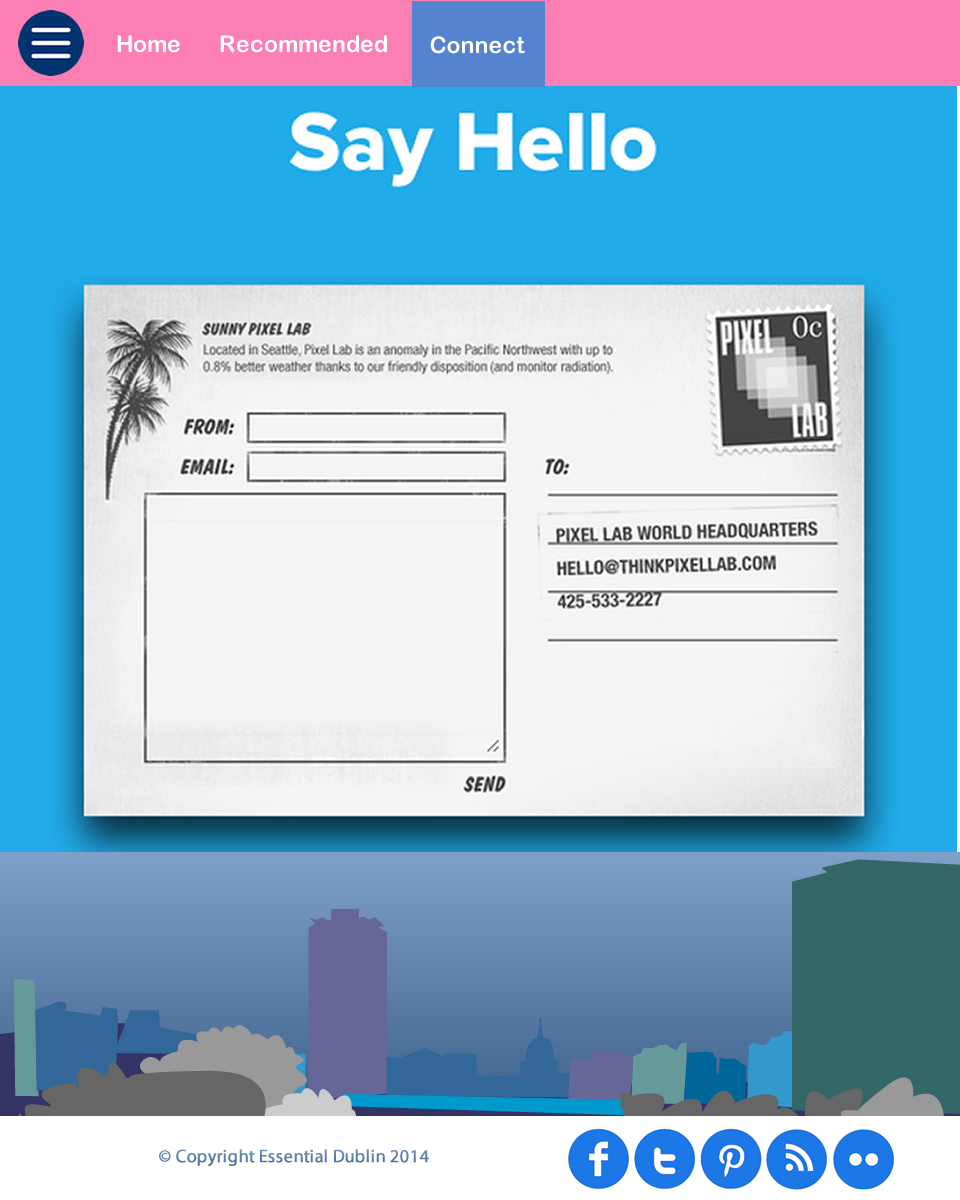 Home Recommended Connect
Say Hello
SUNNY PIXEL LAB
Located in Seattle, Pixel Lab is an anomaly in the Pacific Northwest with up to
0.8% better weather thanks to our friendly disposition (and monitor radiation).
PIXEL 0c
LAB
FROM:
EMAIL:
TO:
PIXEL LAB WORLD HEADQUARTERS
HELLO@THINKPIXELLAB.COM
425-533-2227
SEND
© Copyright Essential Dublin 2014